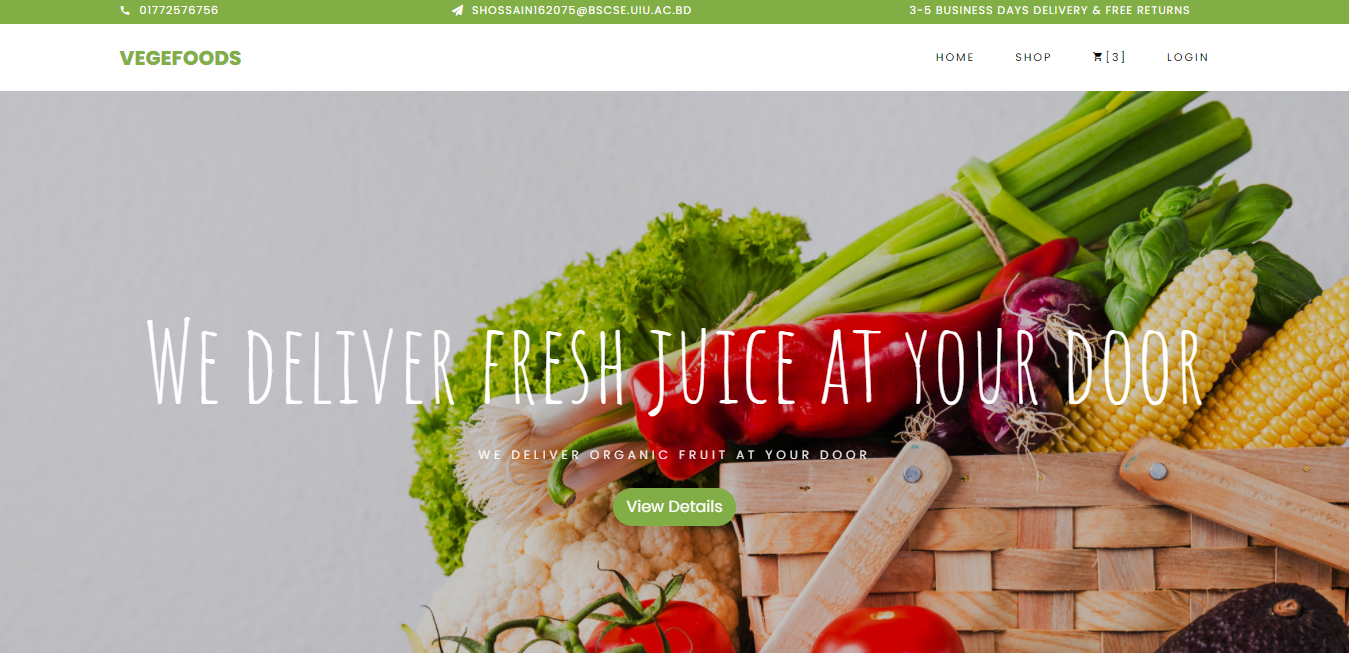 01772576756
SHOSSAIN162075@BSCSE.UIU.AC.BD
3-5 BUSINESS DAYS DELIVERY & FREE RETURNS
VEGEFOODS
HOME SHOP [3] LOGIN
We deliver fresh juice at your door
WE DELIVER ORGANIC FRUIT AT YOUR DOOR
View Details